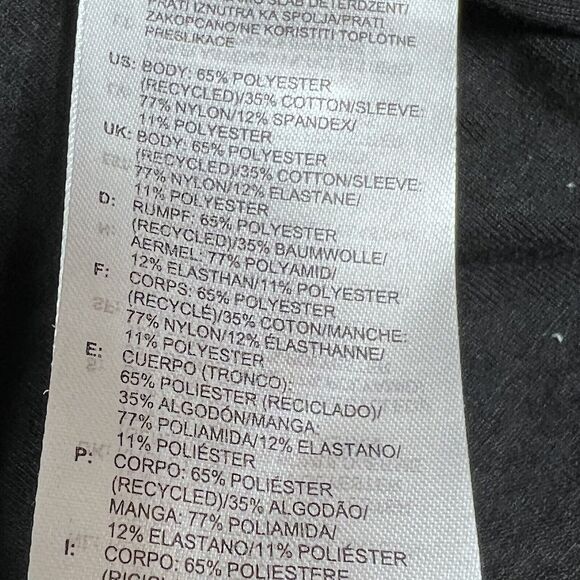 SLAB DETERDŽENT/
PRATI IZNUTRA KA SPOLJA/PRATI
ZAKOPČANO/NE KORISTITI TOPLOTNE
PRESLIKAČE
US: BODY: 65% POLYESTER
(RECYCLED)/35% COTTON/SLEEVE:
77% NYLON/12% SPANDEX/
11% POLYESTER
UK: BODY: 65% POLYESTER
(RECYCLED)/35% COTTON/SLEEVE:
77% NYLON/12% ELASTANE/
11% POLYESTER
D: RUMPF: 65% POLYESTER
(RECYCLED)/35% BAUMWOLLE/
AERMEL: 77% POLYAMID/
12% ELASTHAN/11% POLYESTER
F: CORPS: 65% POLYESTER
(RECYCLÉ)/35% COTON/MANCHE:
77% NYLON/12% ÉLASTHANNE/
11% POLYESTER
E: CUERPO (TRONCO):
65% POLIÉSTER (RECICLADO)/
35% ALGODÓN/MANGA:
77% POLIAMIDA/12% ELASTANO/
11% POLIÉSTER
P: CORPO: 65% POLIÉSTER
(RECYCLED)/35% ALGODÃO/
MANGA: 77% POLIAMIDA/
12% ELASTANO/11% POLIÉSTER
I: CORPO: 65% POLIESTERE